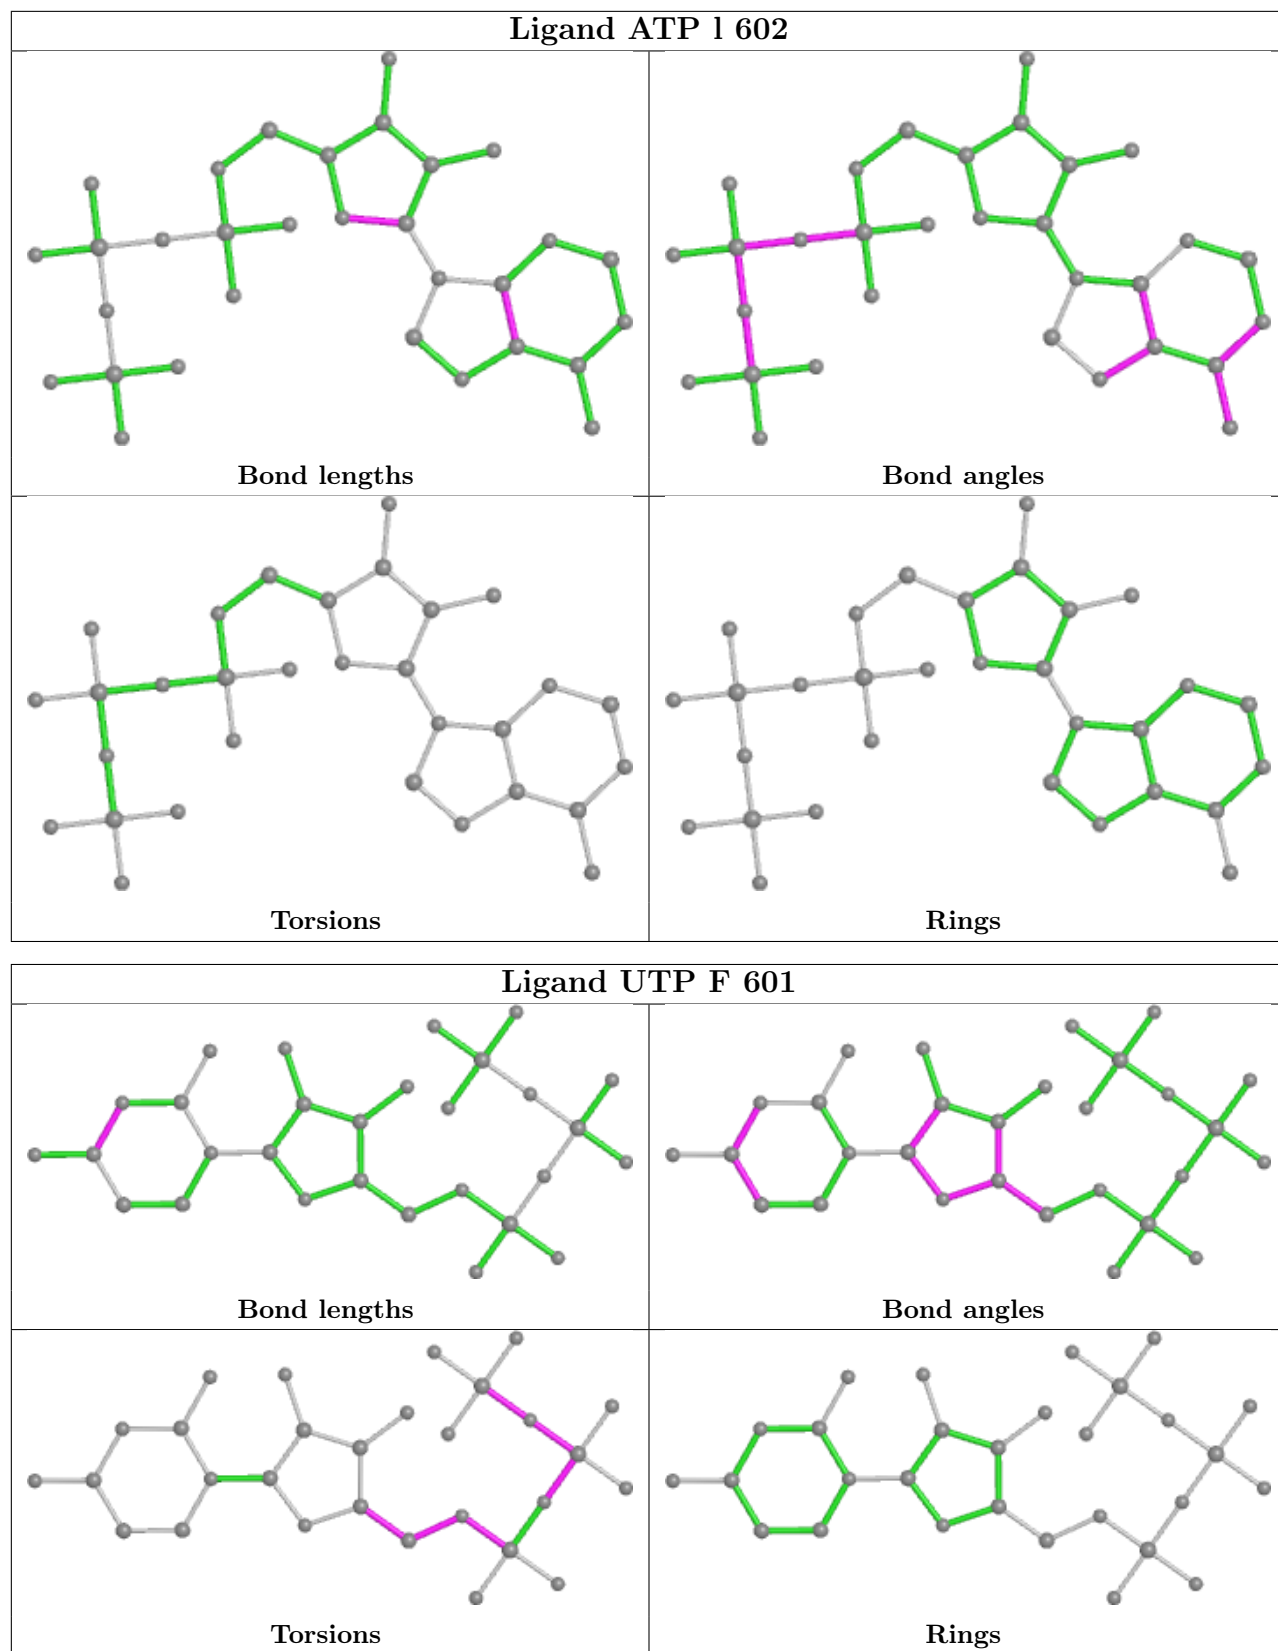 Ligand ATP l 602
Bond lengths
Bond angles
Torsions
Rings
Ligand UTP F 601
Bond lengths
Bond angles
Torsions
Rings